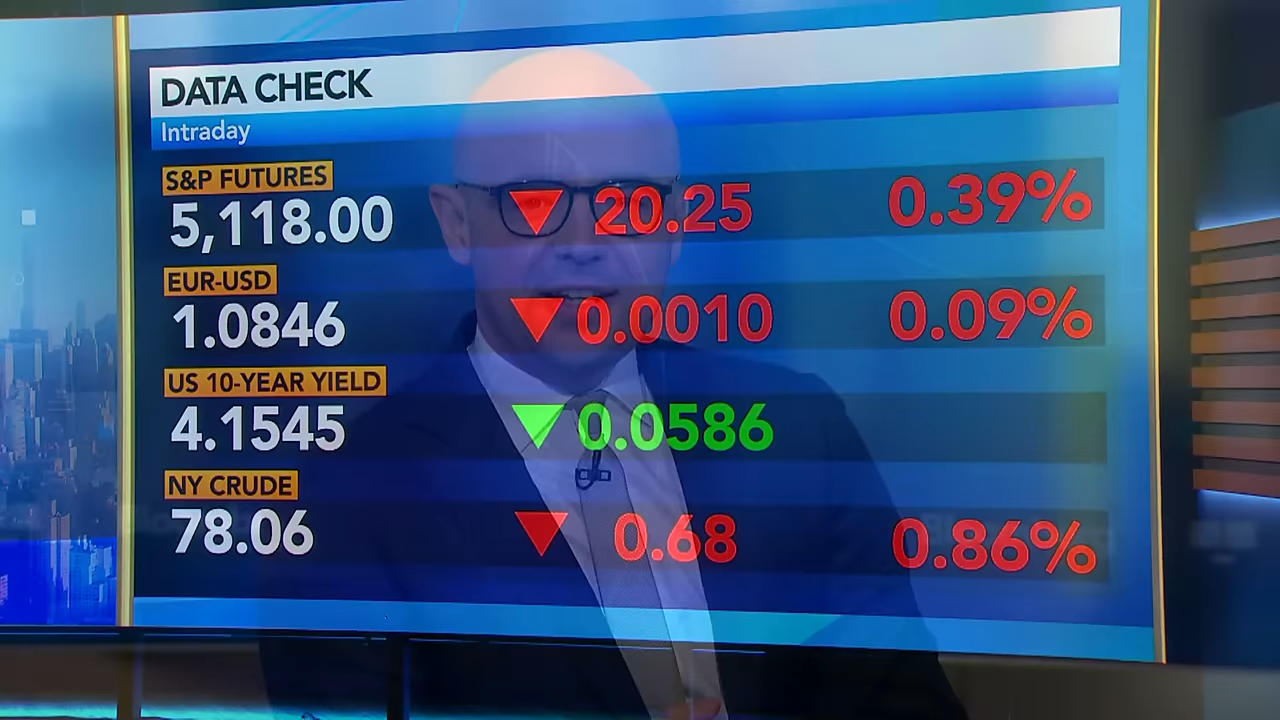 DATA CHECK
Intraday
S&P FUTURES
5,118.00 ▼ 20.25 0.39%
EUR-USD
1.0846 ▼ 0.0010 0.09%
US 10-YEAR YIELD
4.1545 ▼ 0.0586
NY CRUDE
78.06 ▼ 0.68 0.86%